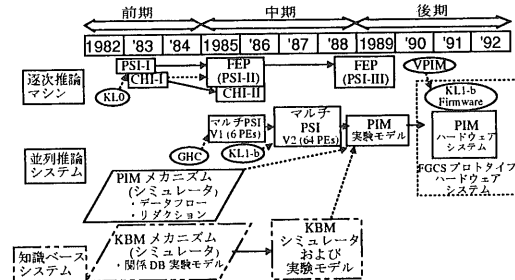 前期 中期 後期
1982 '83 '84 1985 '86 '87 '88 1989 '90 '91 '92
逐次推論
マシン
PSI-I
CHI-I
KL0
FEP
(PSI-II)
CHI-II
FEP
(PSI-III)
VPIM
KL1-b
Firmware
並列推論
システム
GHC
マルチPSI
V1 (6 PEs)
KL1-b
マルチ
PSI
V2 (64 PEs)
PIM
実験モデル
PIM
ハードウェア
システム
FGCSプロトタイプ
ハードウェア
システム
PIM メカニズム
(シミュレータ)
・データフロー
・リダクション
知識ベース
システム
KBM メカニズム
(シミュレータ)
・関係DB 実験モデル
KBM
シミュレータ
および
実験モデル